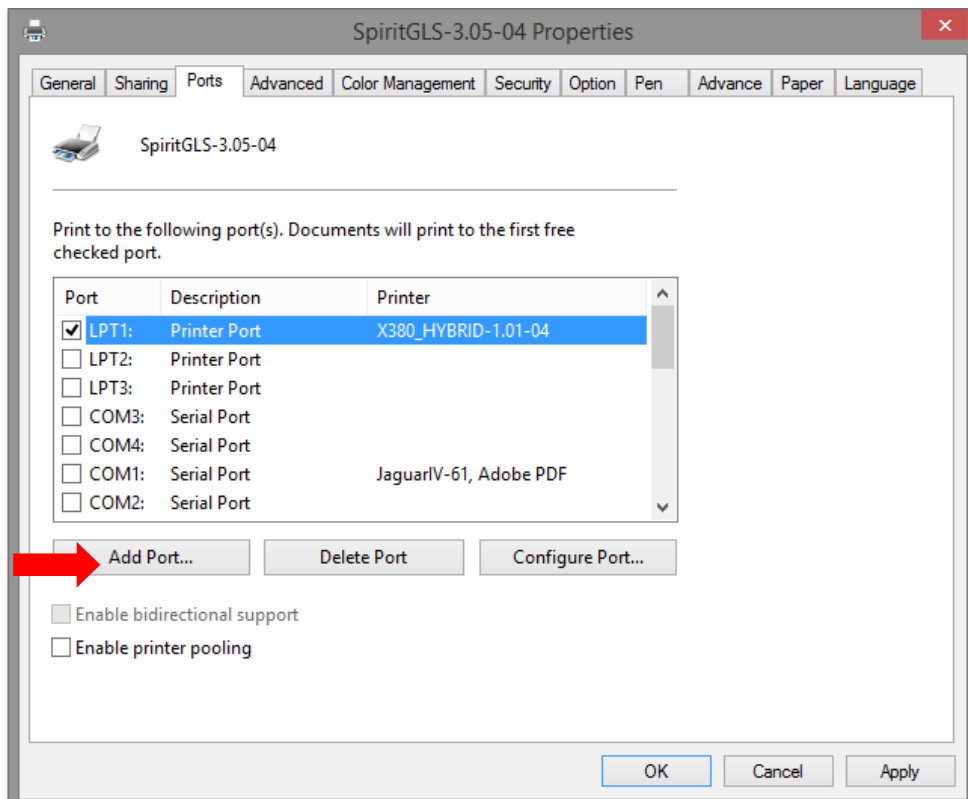 SpiritGLS-3.05-04 Properties
General Sharing Ports Advanced Color Management Security Option Pen Advance Paper Language
SpiritGLS-3.05-04
Print to the following port(s). Documents will print to the first free
checked port.
Port Description Printer
LPT1: Printer Port X380_HYBRID-1.01-04
LPT2: Printer Port
LPT3: Printer Port
COM3: Serial Port
COM4: Serial Port
COM1: Serial Port JaguarIV-61, Adobe PDF
COM2: Serial Port
Add Port... Delete Port Configure Port...
Enable bidirectional support
Enable printer pooling
OK Cancel Apply